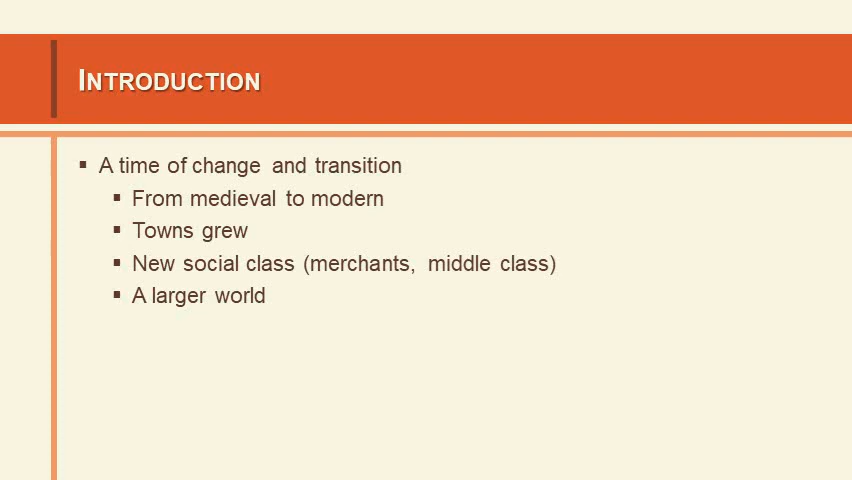 INTRODUCTION
▪ A time of change and transition
▪ From medieval to modern
▪ Towns grew
▪ New social class (merchants, middle class)
▪ A larger world